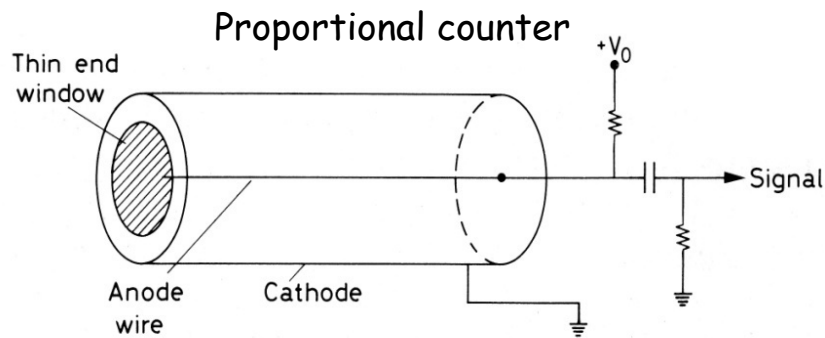 Proportional counter
+V0
Thin end
window
Signal
Anode
wire
Cathode